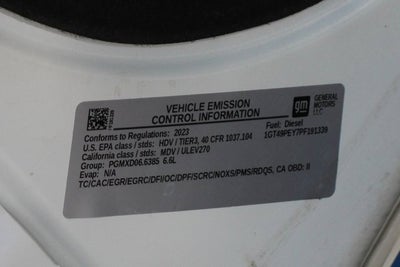 VEHICLE EMISSION
CONTROL INFORMATION
gm GENERAL
MOTORS
LLC
Conforms to Regulations: 2023
Fuel: Diesel
U.S. EPA class / stds: HDV / TIER3, 40 CFR 1037.104
1GT49PEY7PF191339
California class / stds: MDV / ULEV270
Group: PGMXD06.6385 6.6L
Evap: N/A
TC/CAC/EGR/EGRC/DFI/OC/DPF/SCRC/NOXS/PMS/RDQS, CA OBD: II